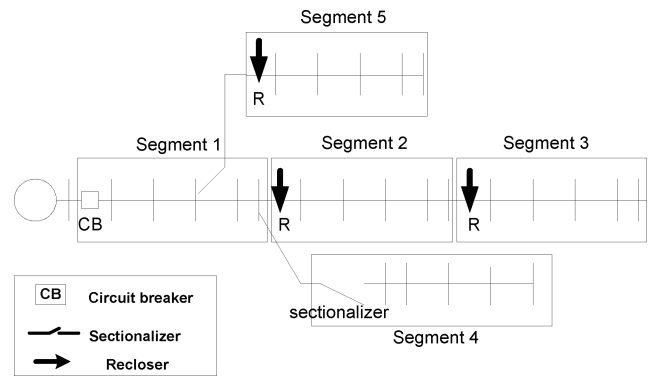 Segment 5
R
Segment 1
Segment 2
Segment 3
CB
R
R
sectionalizer
Segment 4
CB Circuit breaker
Sectionalizer
Recloser